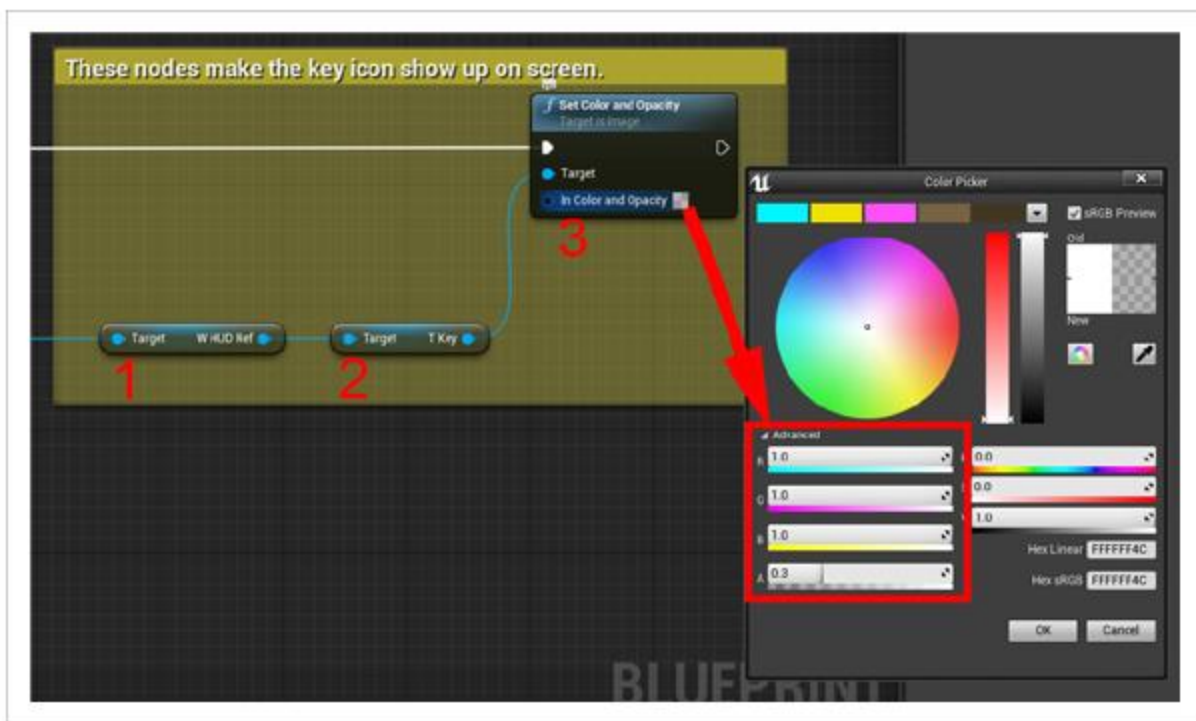 These nodes make the key icon show up on screen.
f Set Color and Opacity
Target is Image
Target
In Color and Opacity
3
Target W HUD Ref
1
Target T Key
2
Color Picker
sRGB Preview
Old
New
Advanced
R 1.0
G 1.0
B 1.0
A 0.3
0.0
0.0
1.0
Hex Linear FFFFFF4C
Hex sRGB FFFFFF4C
OK Cancel
BLUEPRINT